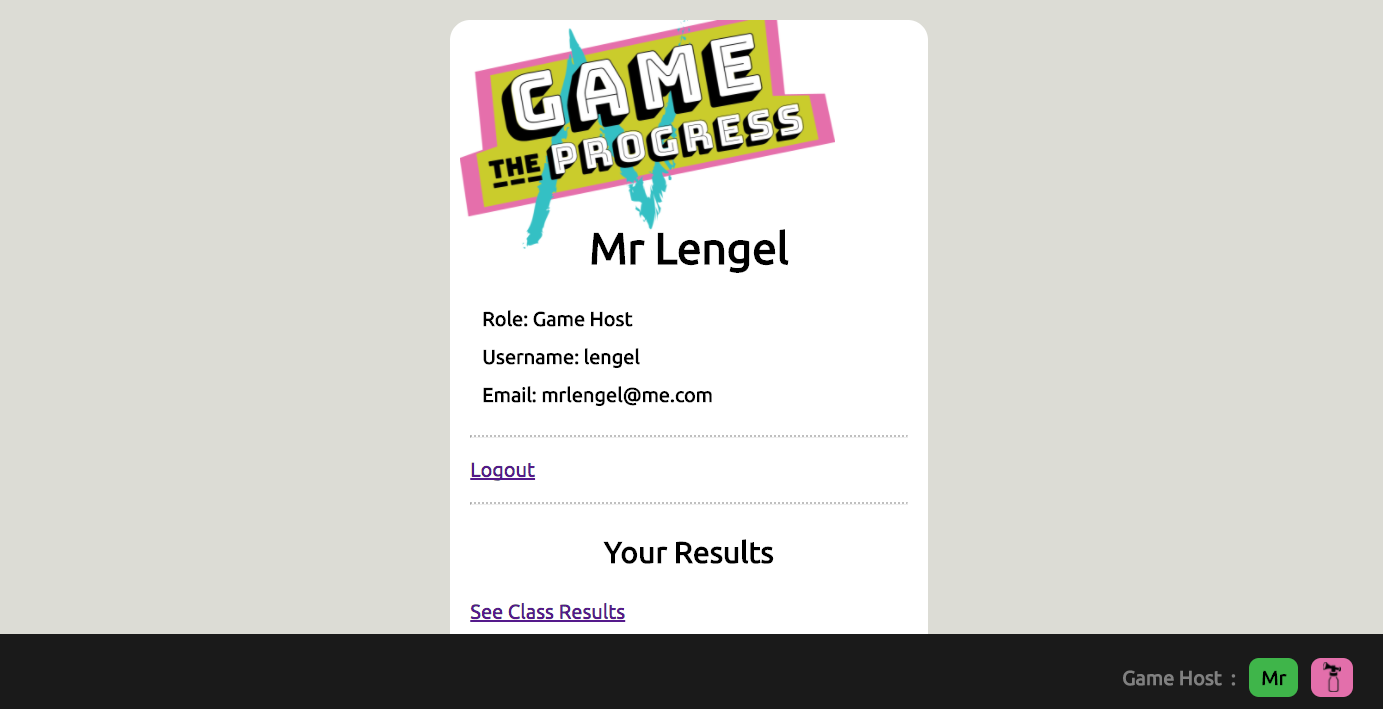 GAME
THE PROGRESS
Mr Lengel
Role: Game Host
Username: lengel
Email: mrlengel@me.com
Logout
Your Results
See Class Results
Game Host : Mr